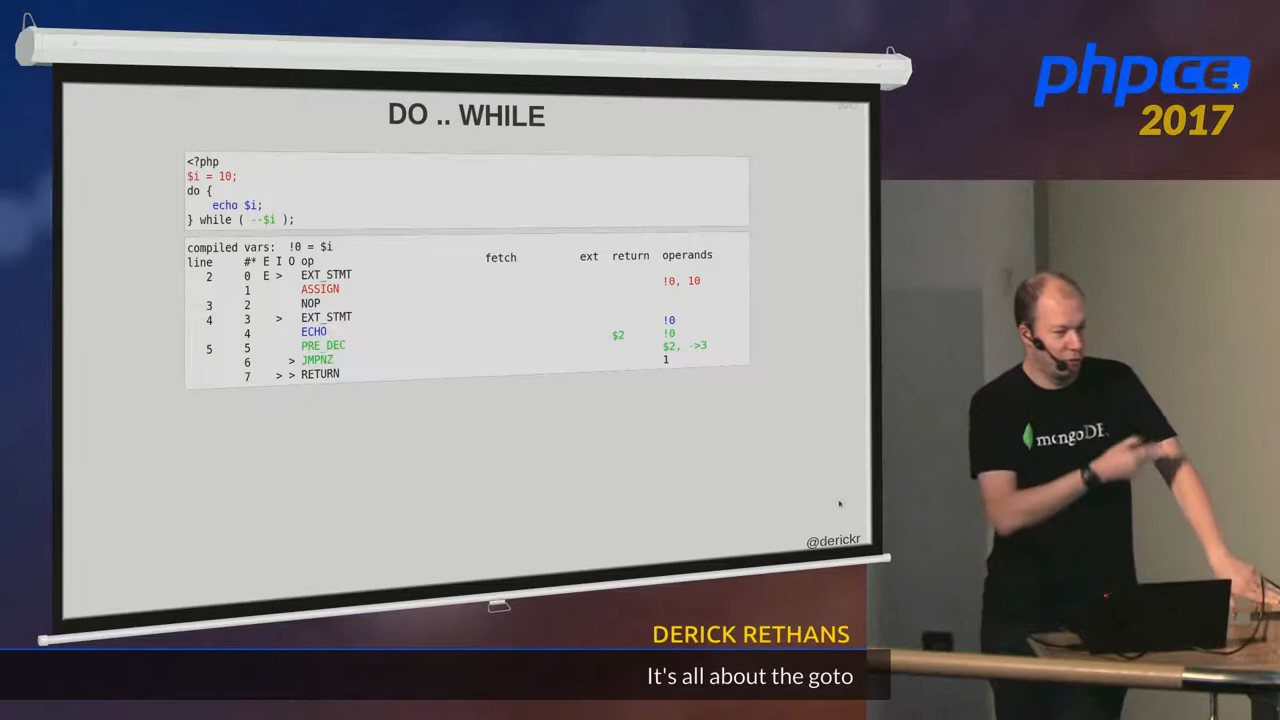 DO .. WHILE
<?php
$i = 10;
do {
    echo $i;
} while ( --$i );
compiled vars:  !0 = $i
line     #* E I O op     fetch     ext  return  operands
2     0  E >   EXT_STMT
1     ASSIGN     !0, 10
3     2     NOP
4     3   >   EXT_STMT
4     ECHO     !0
5     5     PRE_DEC     $2     !0
6     > JMPNZ     $2, ->3
7   > > RETURN     1
@derickr
phpce
2017
mongoDB
DERICK RETHANS
It's all about the goto